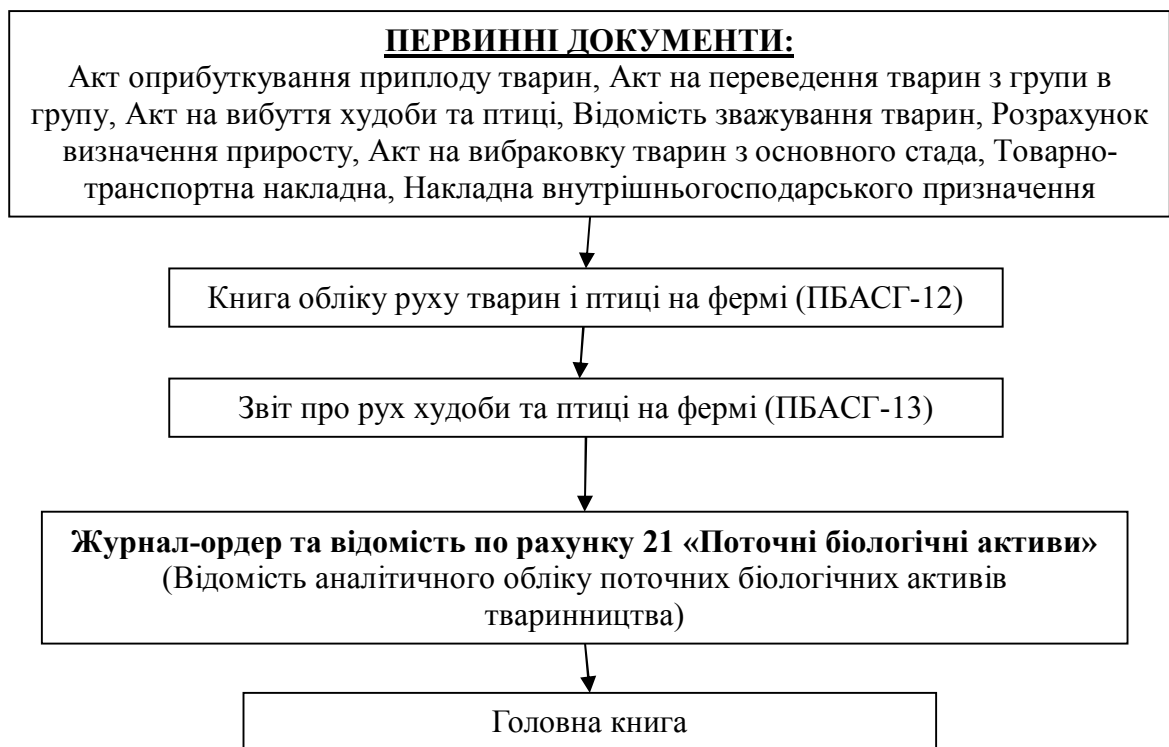 ПЕРВИННІ ДОКУМЕНТИ:
Акт оприбуткування приплоду тварин, Акт на переведення тварин з групи в
групу, Акт на вибуття худоби та птиці, Відомість зважування тварин, Розрахунок
визначення приросту, Акт на вибраковку тварин з основного стада, Товарно-
транспортна накладна, Накладна внутрішньогосподарського призначення
Книга обліку руху тварин і птиці на фермі (ПБАСГ-12)
Звіт про рух худоби та птиці на фермі (ПБАСГ-13)
Журнал-ордер та відомість по рахунку 21 «Поточні біологічні активи»
(Відомість аналітичного обліку поточних біологічних активів
тваринництва)
Головна книга